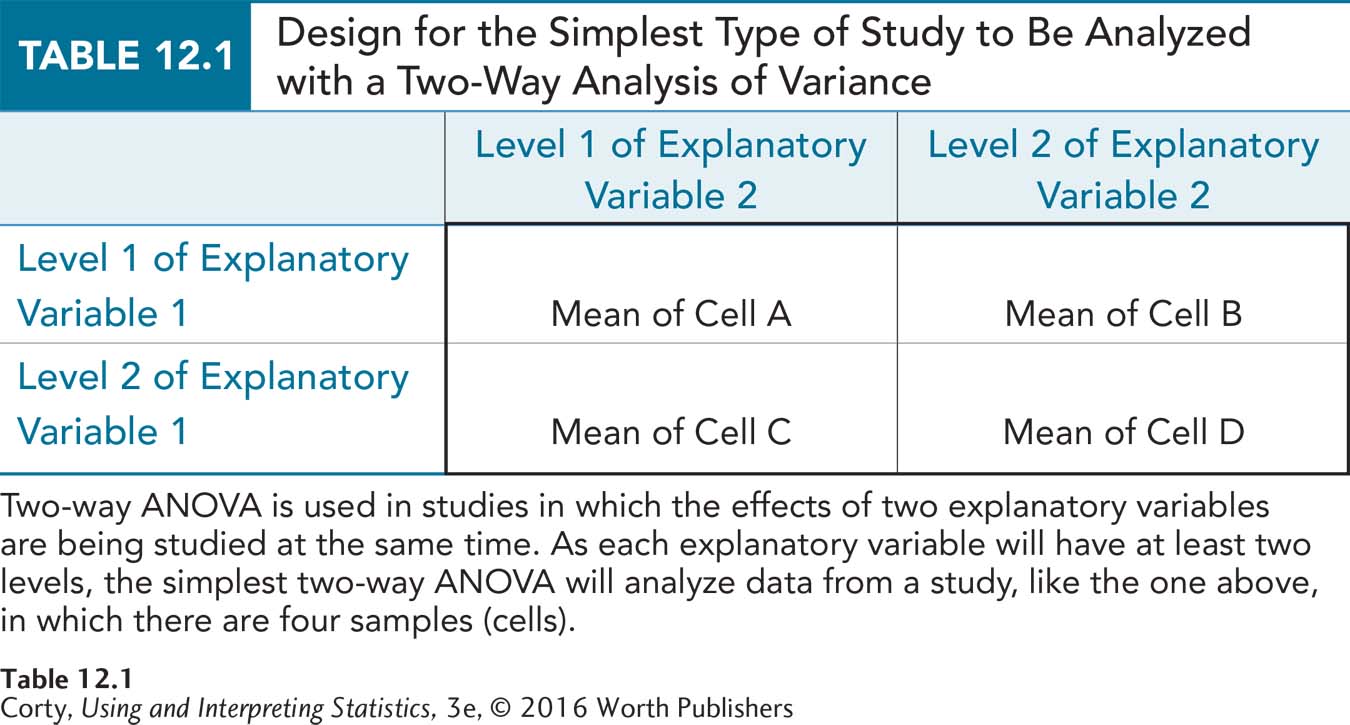 TABLE 12.1
Design for the Simplest Type of Study to Be Analyzed
with a Two-Way Analysis of Variance
Level 1 of Explanatory
Variable 2
Level 2 of Explanatory
Variable 2
Level 1 of Explanatory
Variable 1
Mean of Cell A
Mean of Cell B
Level 2 of Explanatory
Variable 1
Mean of Cell C
Mean of Cell D
Two-way ANOVA is used in studies in which the effects of two explanatory variables
are being studied at the same time. As each explanatory variable will have at least two
levels, the simplest two-way ANOVA will analyze data from a study, like the one above,
in which there are four samples (cells).
Table 12.1
Corty, Using and Interpreting Statistics, 3e, © 2016 Worth Publishers